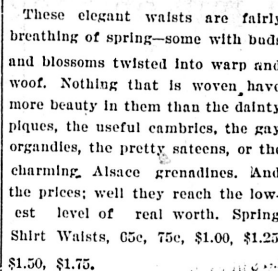 These elegant waists are fairly
breathing of spring—some with buds
and blossoms twisted into warp and
woof. Nothing that is woven have
more beauty in them than the dainty
piques, the useful cambrics, the gay
organdies, the pretty sateens, or the
charming. Alsace grenadines. And
the prices; well they reach the low-
est level of real worth. Spring
Shirt Waists, 65c, 75c, $1.00, $1.25
$1.50, $1.75.